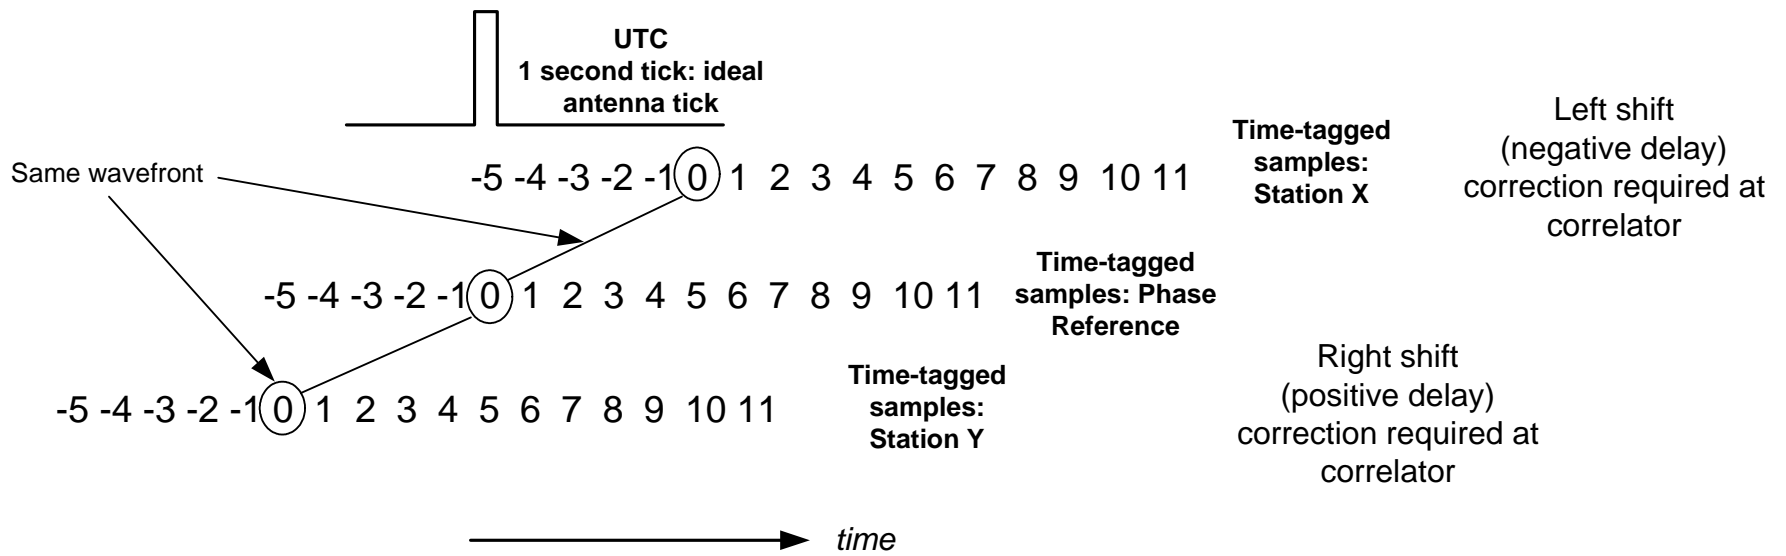 UTC
1 second tick: ideal
antenna tick
Same wavefront
-5 -4 -3 -2 -1 0 1 2 3 4 5 6 7 8 9 10 11
Time-tagged
samples:
Station X
Left shift
(negative delay)
correction required at
correlator
-5 -4 -3 -2 -1 0 1 2 3 4 5 6 7 8 9 10 11
Time-tagged
samples: Phase
Reference
-5 -4 -3 -2 -1 0 1 2 3 4 5 6 7 8 9 10 11
Time-tagged
samples:
Station Y
Right shift
(positive delay)
correction required at
correlator
time